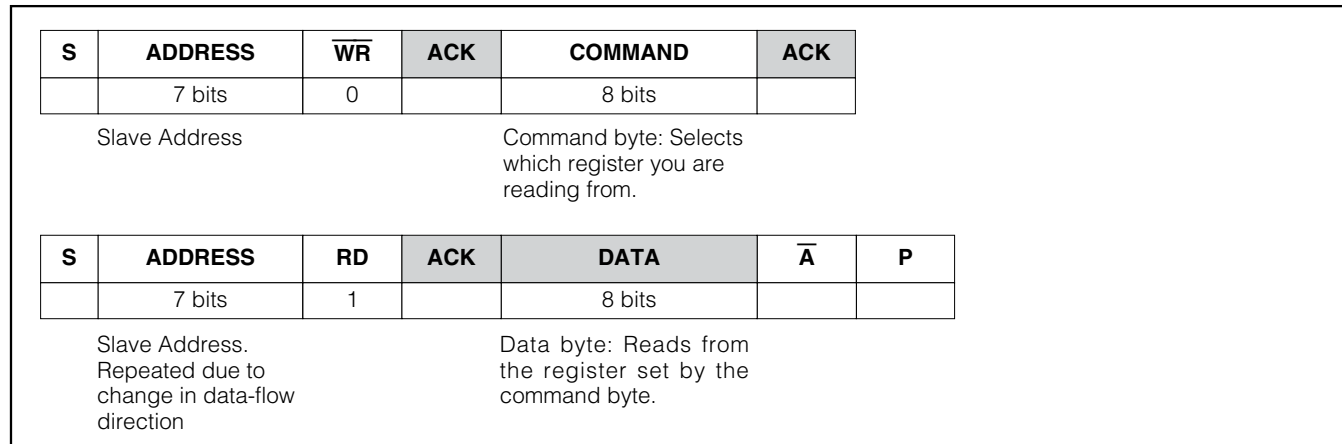 S ADDRESS W̅R̅ ACK COMMAND ACK
7 bits 0 8 bits
Slave Address
Command byte: Selects
which register you are
reading from.
S ADDRESS RD ACK DATA A̅ P
7 bits 1 8 bits
Slave Address.
Repeated due to
change in data-flow
direction
Data byte: Reads from
the register set by the
command byte.